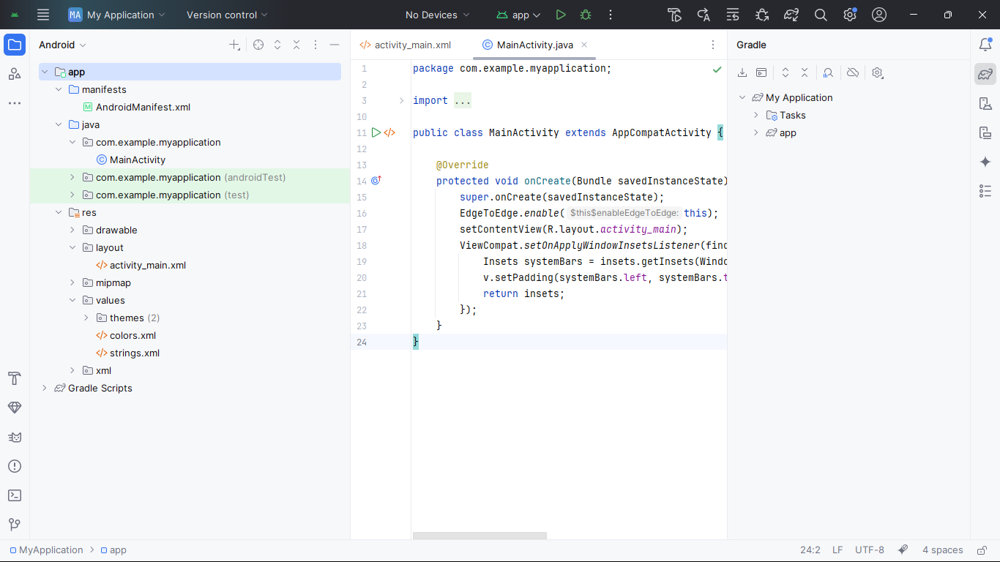 MA My Application
Version control
No Devices
app
Android
app
manifests
AndroidManifest.xml
java
com.example.myapplication
MainActivity
com.example.myapplication (androidTest)
com.example.myapplication (test)
res
drawable
layout
activity_main.xml
mipmap
values
themes (2)
colors.xml
strings.xml
xml
Gradle Scripts
activity_main.xml
MainActivity.java
1 package com.example.myapplication;
2
3 import ...
10
11 public class MainActivity extends AppCompatActivity {
12
13 @Override
14 protected void onCreate(Bundle savedInstanceState)
15 super.onCreate(savedInstanceState);
16 EdgeToEdge.enable( $this$enableEdgeToEdge: this);
17 setContentView(R.layout.activity_main);
18 ViewCompat.setOnApplyWindowInsetsListener(find
19 Insets systemBars = insets.getInsets(Windo
20 v.setPadding(systemBars.left, systemBars.t
21 return insets;
22 });
23 }
24 }
Gradle
My Application
Tasks
app
MyApplication
app
24:2
LF
UTF-8
4 spaces